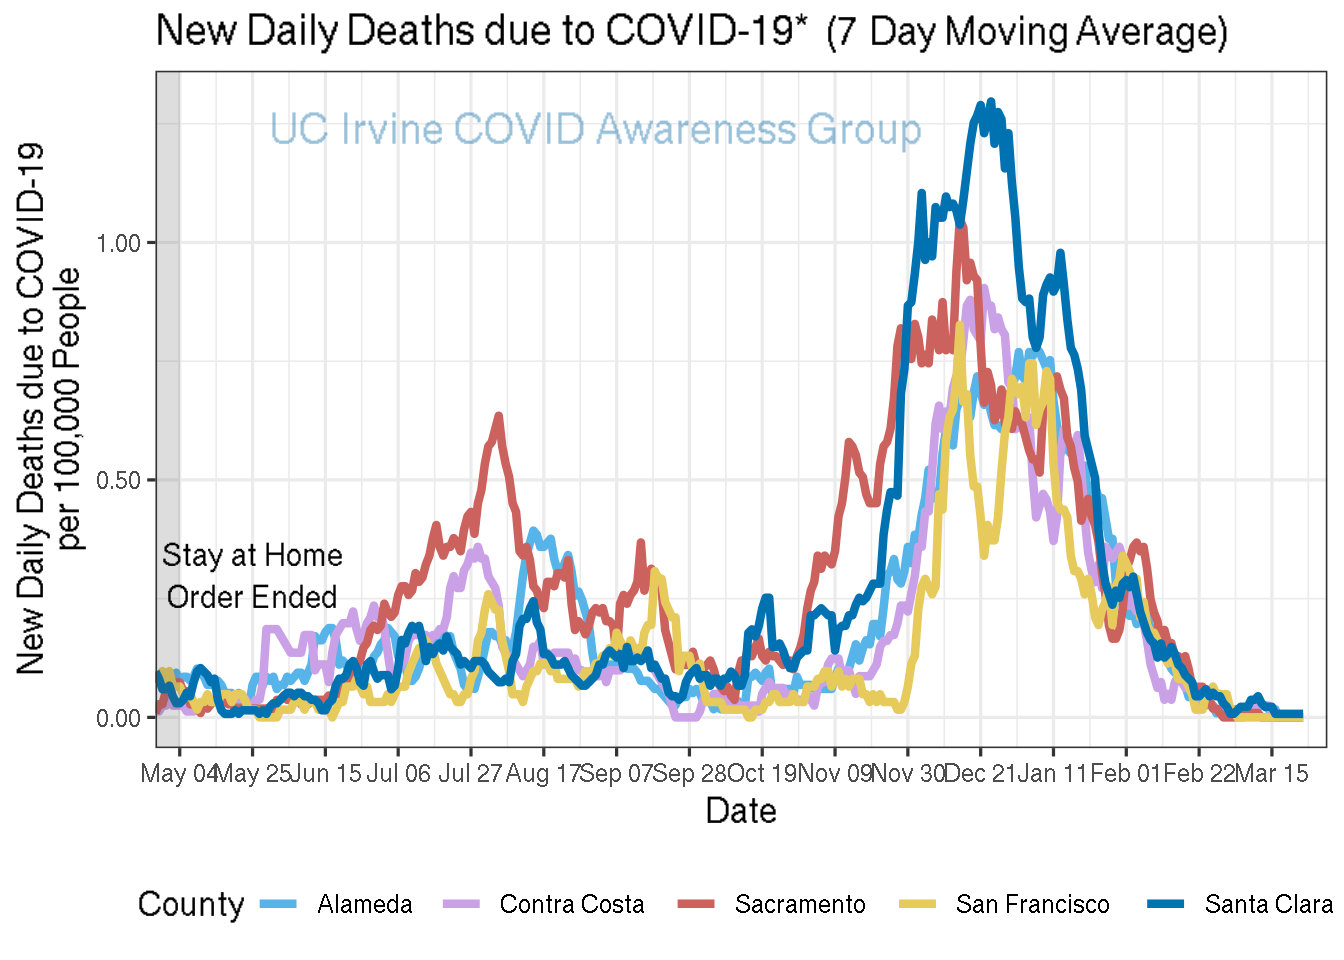 New Daily Deaths due to COVID-19* (7 Day Moving Average)
UC Irvine COVID Awareness Group
New Daily Deaths due to COVID-19
per 100,000 People
1.00
0.50
0.00
Stay at Home
Order Ended
May 04 May 25 Jun 15 Jul 06 Jul 27 Aug 17 Sep 07 Sep 28 Oct 19 Nov 09 Nov 30 Dec 21 Jan 11 Feb 01 Feb 22 Mar 15
Date
County Alameda Contra Costa Sacramento San Francisco Santa Clara